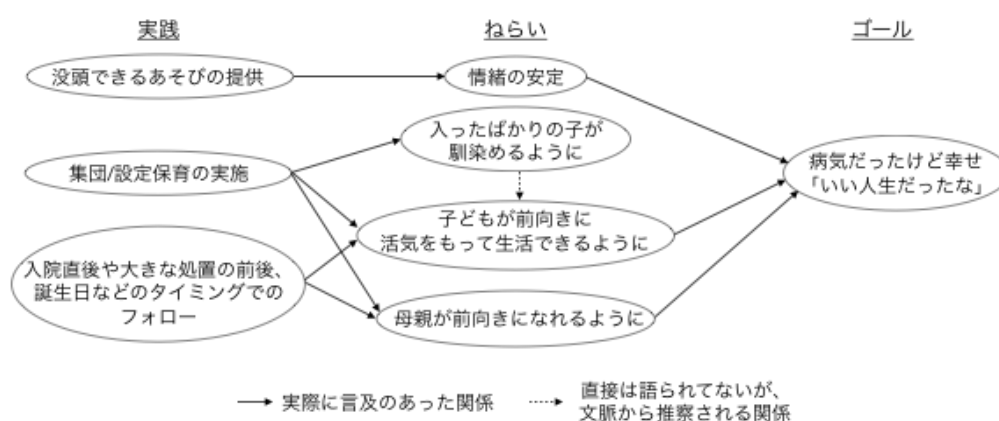 実践
ねらい
ゴール
没頭できるあそびの提供
情緒の安定
入ったばかりの子が
馴染めるように
集団/設定保育の実施
病気だったけど幸せ
「いい人生だったな」
子どもが前向きに
活気をもって生活できるように
入院直後や大きな処置の前後、
誕生日などのタイミングでの
フォロー
母親が前向きになれるように
実際に言及のあった関係
直接は語られてないが、
文脈から推察される関係